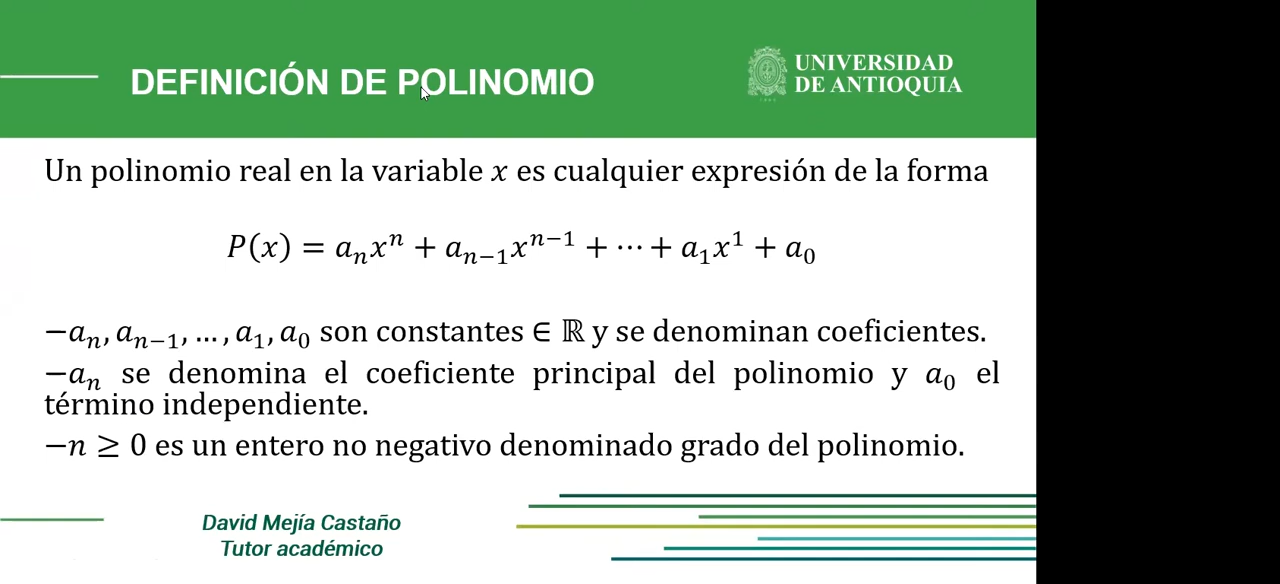 DEFINICIÓN DE POLINOMIO
UNIVERSIDAD
DE ANTIOQUIA
Un polinomio real en la variable x es cualquier expresión de la forma
P(x) = aₙxⁿ + aₙ₋₁xⁿ⁻¹ + ⋯ + a₁x¹ + a₀
−aₙ, aₙ₋₁, …, a₁, a₀ son constantes ∈ ℝ y se denominan coeficientes.
−aₙ se denomina el coeficiente principal del polinomio y a₀ el
término independiente.
−n ≥ 0 es un entero no negativo denominado grado del polinomio.
David Mejía Castaño
Tutor académico